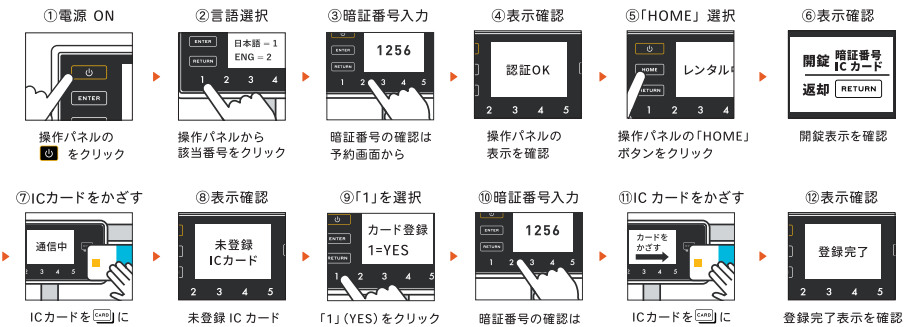 ①電源 ON
②言語選択
③暗証番号入力
④表示確認
⑤「HOME」選択
⑥表示確認
ENTER
ENTER
RETURN
日本語 = 1
ENG = 2
1 2 3 4
ENTER
RETURN
1256
1 2 3 4 5
認証OK
2 3 4 5
HOME
RETURN
レンタル中
1 2 3 4
開錠 暗証番号
ICカード
返却 RETURN
操作パネルの
をクリック
操作パネルから
該当番号をクリック
暗証番号の確認は
予約画面から
操作パネルの
表示を確認
操作パネルの「HOME」
ボタンをクリック
開錠表示を確認
⑦ICカードをかざす
⑧表示確認
⑨「1」を選択
⑩暗証番号入力
⑪IC カードをかざす
⑫表示確認
通信中
2 3 4 5
未登録
ICカード
2 3 4 5
ENTER
RETURN
カード登録
1=YES
1 2 3 4 5
ENTER
RETURN
1256
1 2 3 4 5
カードを
かざす
2 3 4 5
登録完了
2 3 4 5
ICカードを CARD に
未登録 IC カード
「1」(YES)をクリック
暗証番号の確認は
ICカードを CARD に
登録完了表示を確認